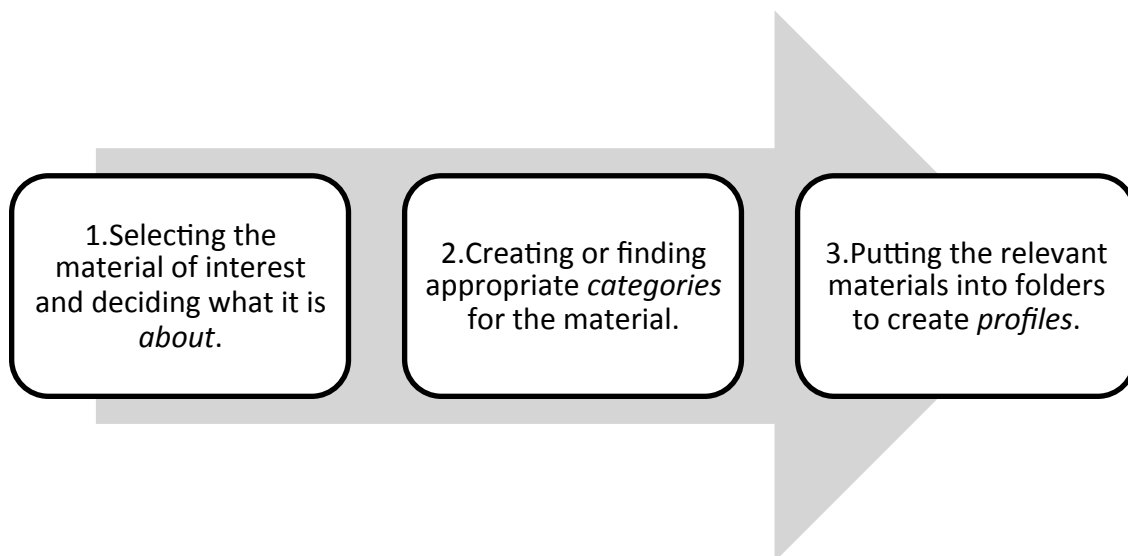 1.Selecting the
material of interest
and deciding what it is
about.
2.Creating or finding
appropriate categories
for the material.
3.Putting the relevant
materials into folders
to create profiles.